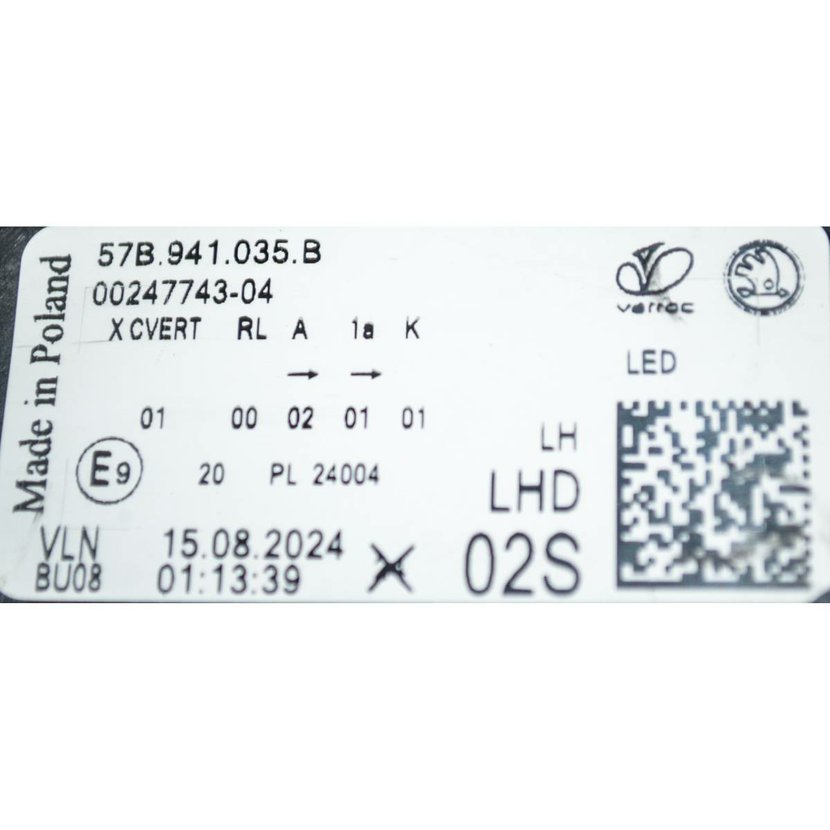 Made in Poland
57B.941.035.B
00247743-04
X CVERT RL A 1a K
→ →
01 00 02 01 01
E9 20 PL 24004
VLN 15.08.2024
BU08 01:13:39
varroc
LED
LH
LHD
02S